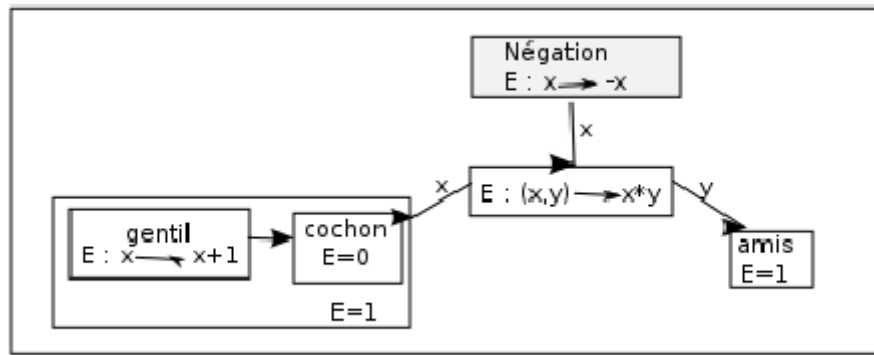 Négation
E : x → -x
x
x
E : (x,y) → x*y
y
gentil
E : x → x+1
cochon
E=0
E=1
amis
E=1